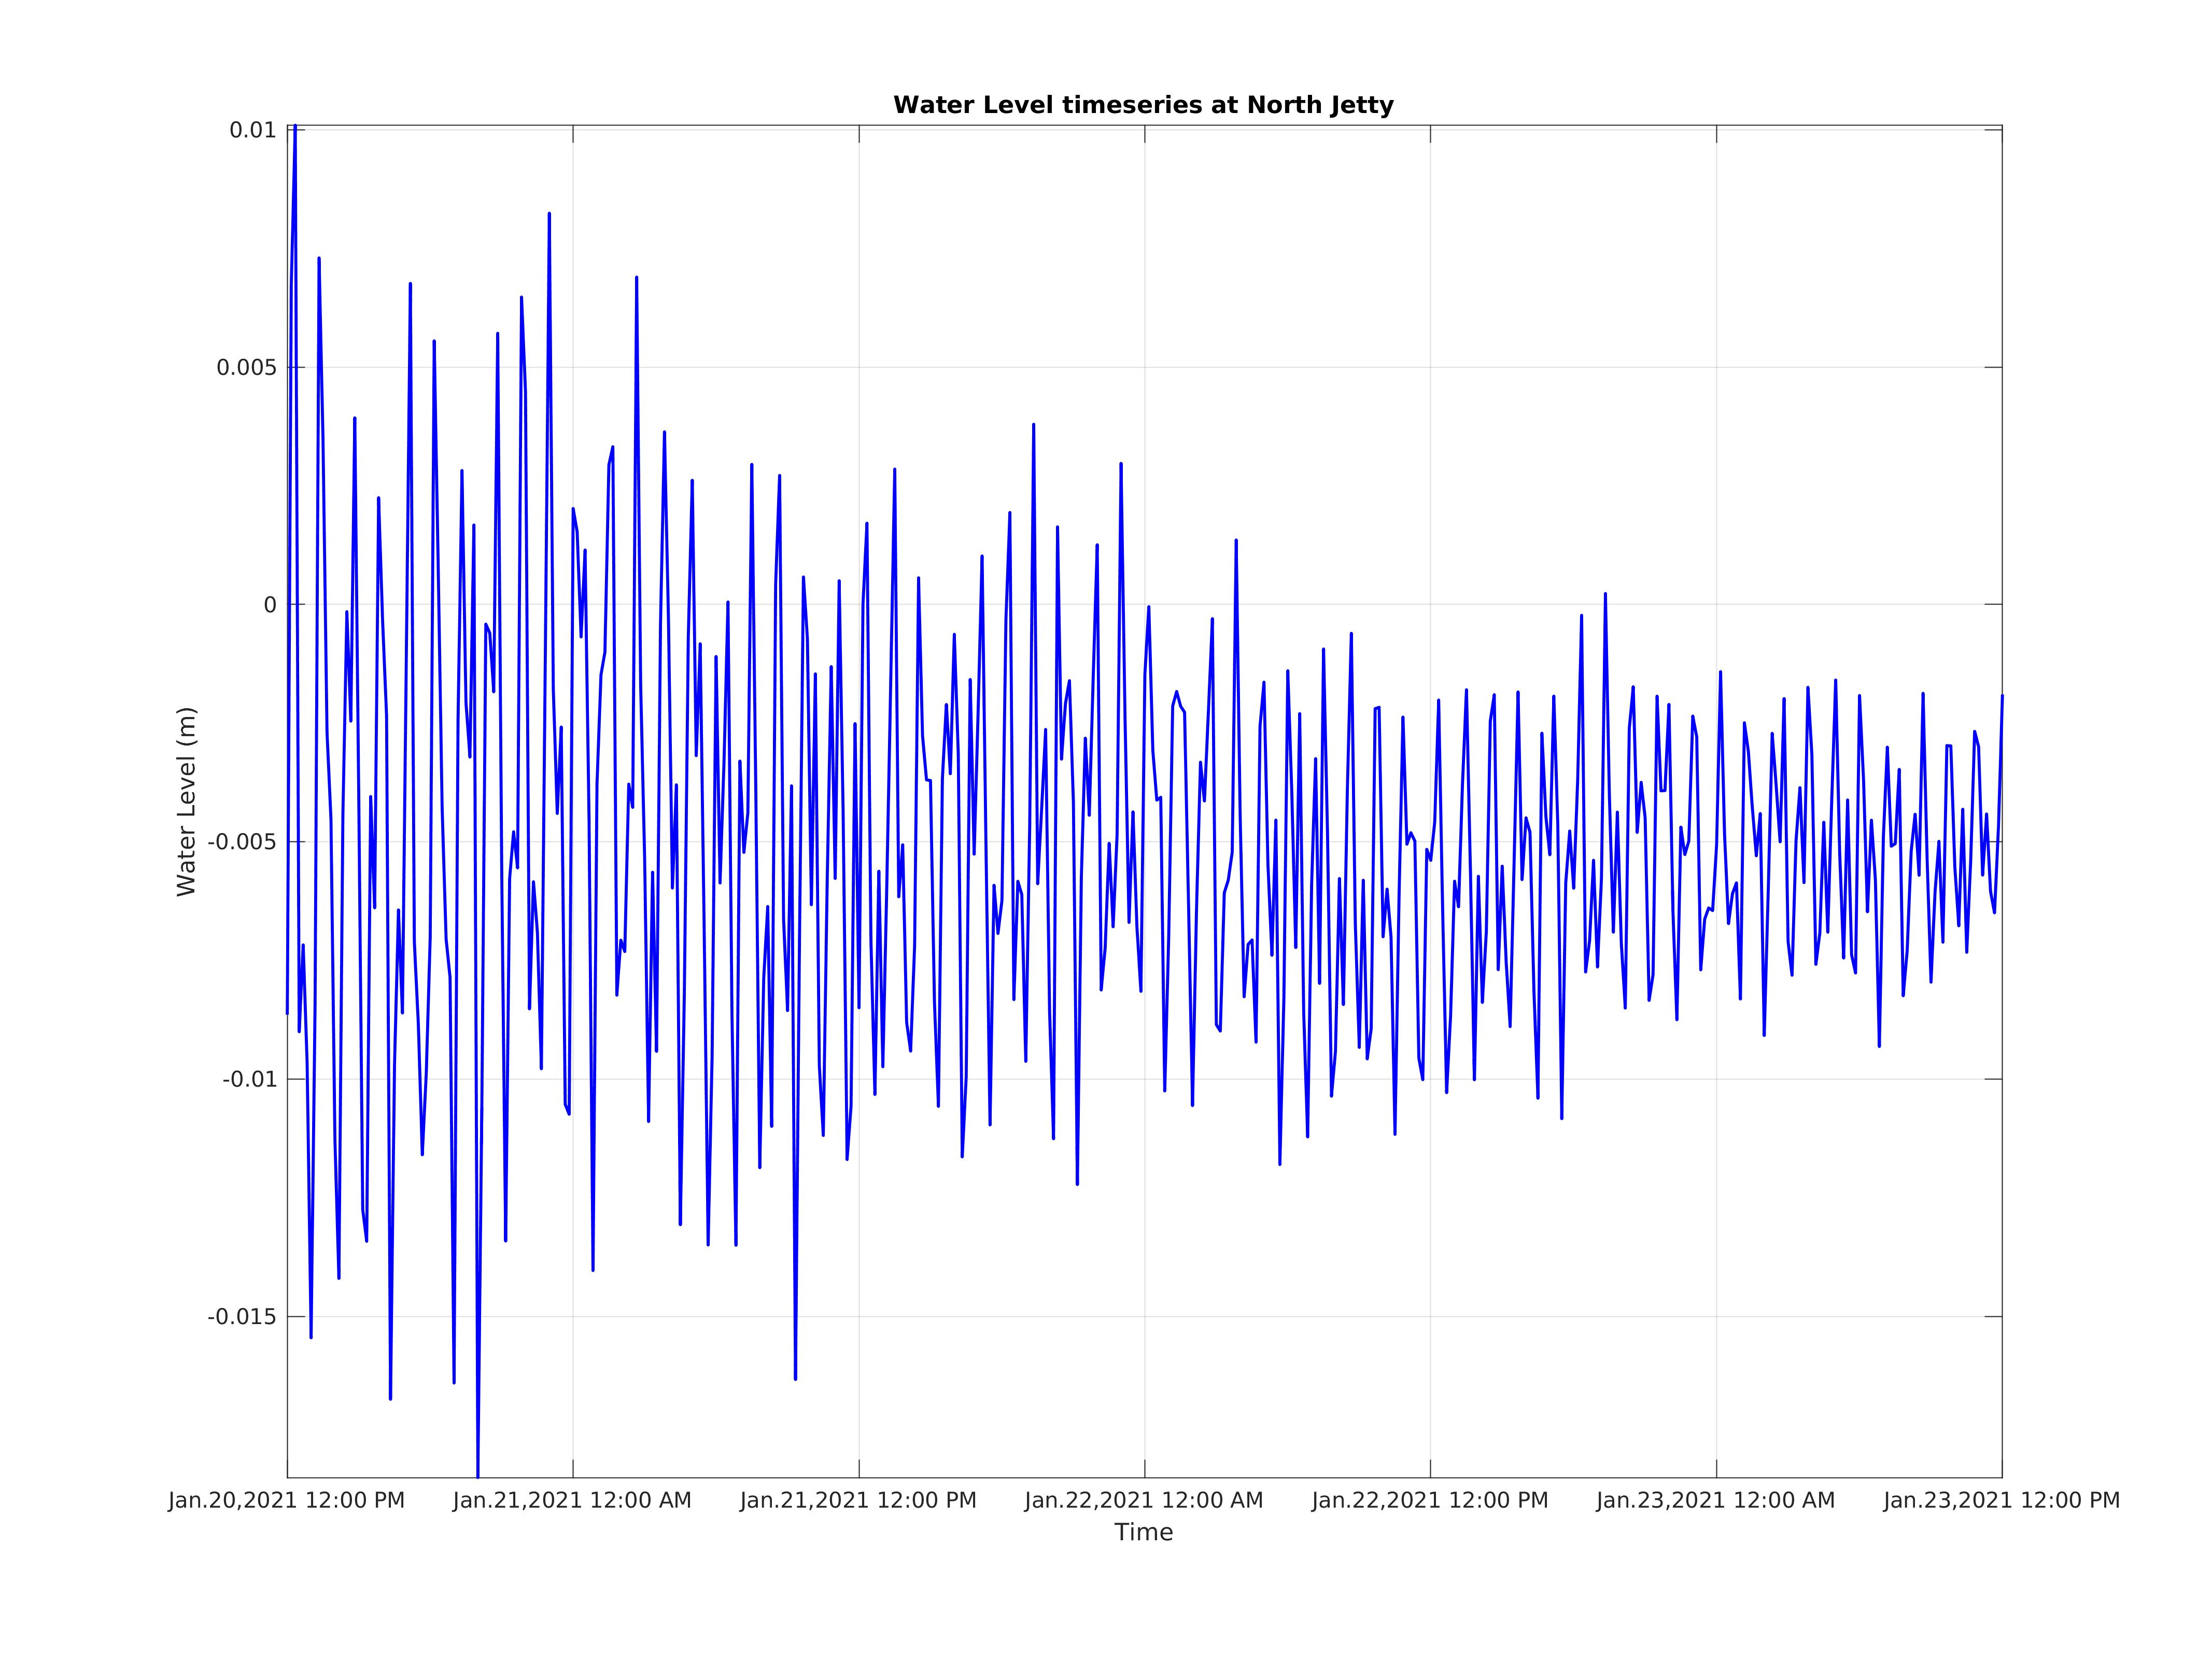 Water Level timeseries at North Jetty
0.01
0.005
0
-0.005
-0.01
-0.015
Water Level (m)
Jan.20,2021 12:00 PM Jan.21,2021 12:00 AM Jan.21,2021 12:00 PM Jan.22,2021 12:00 AM Jan.22,2021 12:00 PM Jan.23,2021 12:00 AM Jan.23,2021 12:00 PM
Time